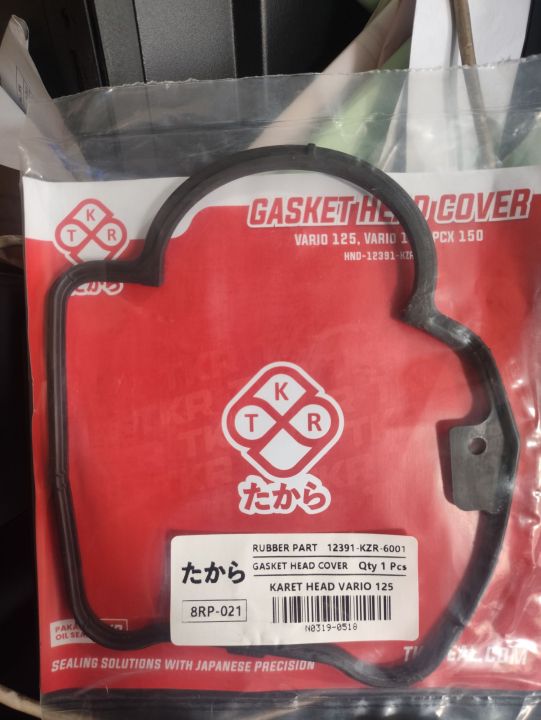 GASKET HEAD COVER
VARIO 125, VARIO PCX 150
HND-12391-KZR
T K R
たから
T K R
たから
RUBBER PART 12391-KZR-6001
たから
GASKET HEAD COVER Qty 1 Pcs
KARET HEAD VARIO 125
8RP-021
N0319-0518
OIL SEAL
SEALING SOLUTIONS WITH JAPANESE PRECISION